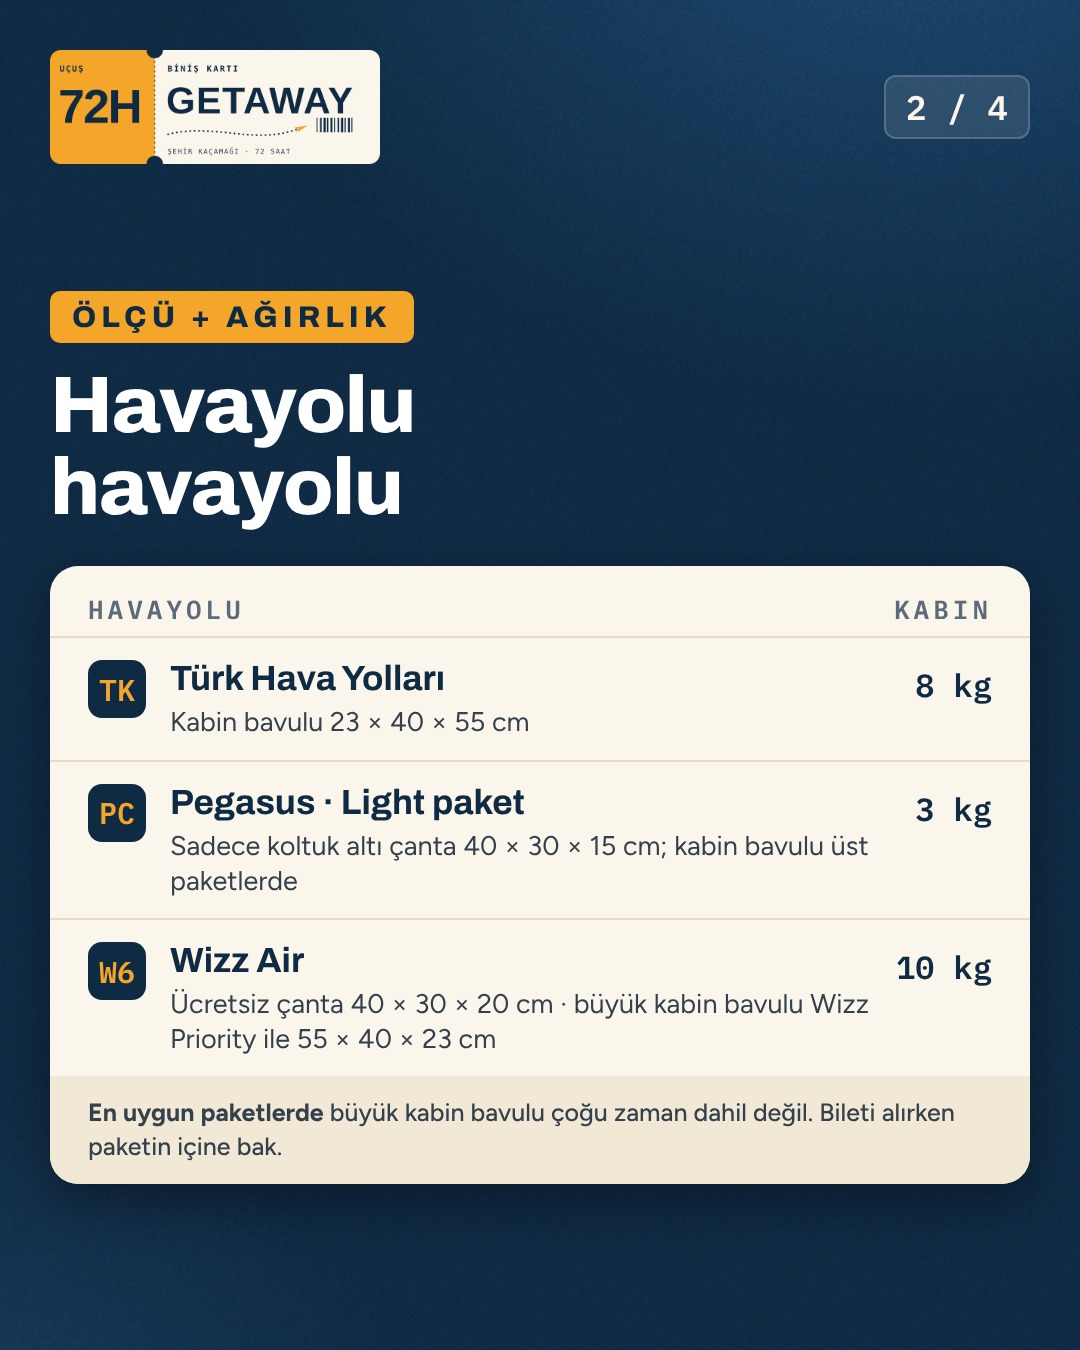 UÇUŞ
72H
BİNİŞ KARTI
GETAWAY
ŞEHİR KAÇAMAĞI · 72 SAAT
2 / 4
ÖLÇÜ + AĞIRLIK
Havayolu
havayolu
HAVAYOLU KABIN
TK Türk Hava Yolları 8 kg
Kabin bavulu 23 × 40 × 55 cm
PC Pegasus · Light paket 3 kg
Sadece koltuk altı çanta 40 × 30 × 15 cm; kabin bavulu üst
paketlerde
W6 Wizz Air 10 kg
Ücretsiz çanta 40 × 30 × 20 cm · büyük kabin bavulu Wizz
Priority ile 55 × 40 × 23 cm
En uygun paketlerde büyük kabin bavulu çoğu zaman dahil değil. Bileti alırken
paketin içine bak.